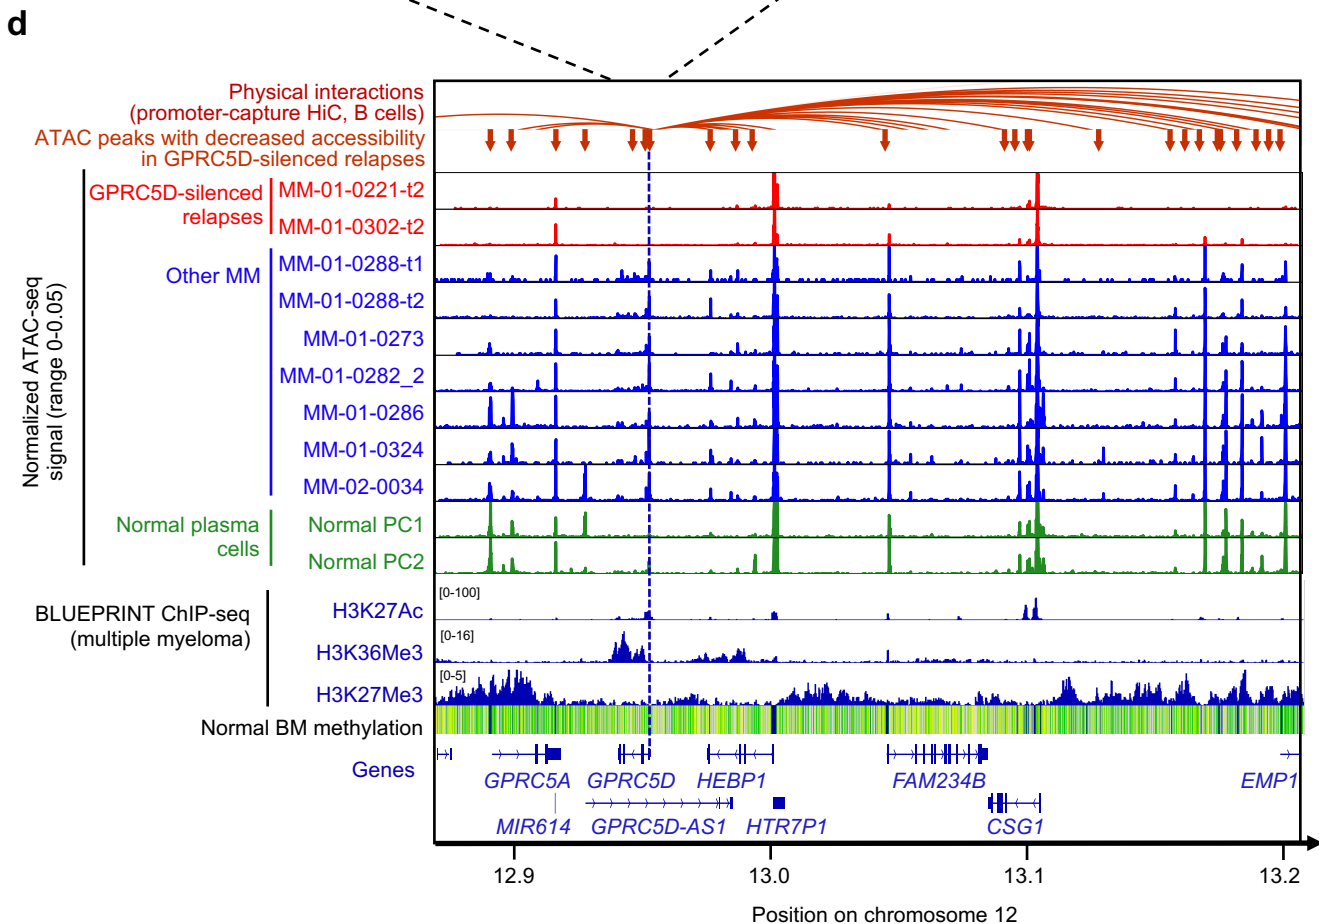 d
Physical interactions
(promoter-capture HiC, B cells)
ATAC peaks with decreased accessibility
in GPRC5D-silenced relapses
Normalized ATAC-seq
signal (range 0-0.05)
GPRC5D-silenced
relapses
MM-01-0221-t2
MM-01-0302-t2
Other MM
MM-01-0288-t1
MM-01-0288-t2
MM-01-0273
MM-01-0282_2
MM-01-0286
MM-01-0324
MM-02-0034
Normal plasma
cells
Normal PC1
Normal PC2
BLUEPRINT ChIP-seq
(multiple myeloma)
H3K27Ac
[0-100]
H3K36Me3
[0-16]
H3K27Me3
[0-5]
Normal BM methylation
Genes
GPRC5A GPRC5D HEBP1 FAM234B EMP1
MIR614 GPRC5D-AS1 HTR7P1 CSG1
12.9 13.0 13.1 13.2
Position on chromosome 12